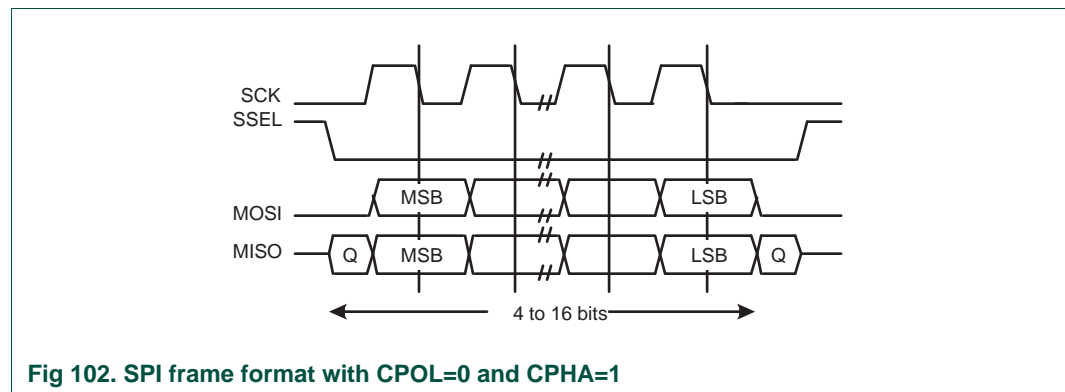 SCK
SSEL
MOSI
MSB
LSB
MISO
Q
MSB
LSB
Q
4 to 16 bits
Fig 102. SPI frame format with CPOL=0 and CPHA=1